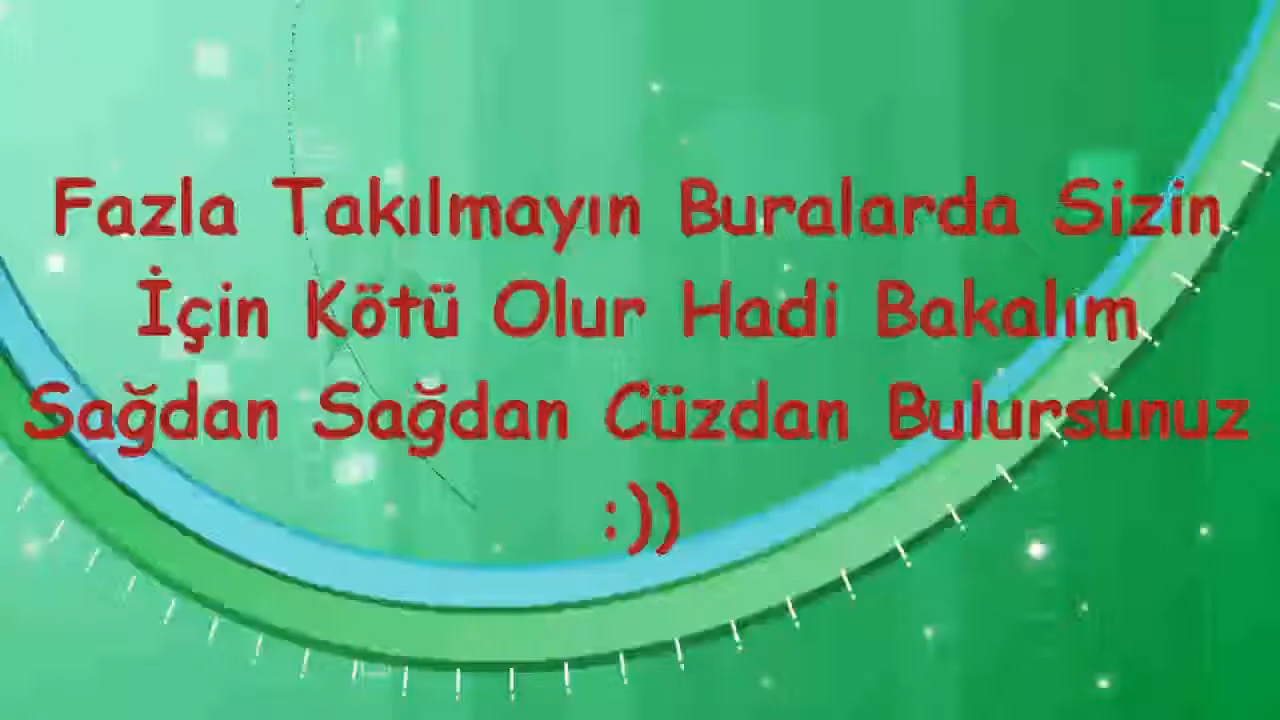 Fazla Takılmayın Buralarda Sizin
İçin Kötü Olur Hadi Bakalım
Sağdan Sağdan Cüzdan Bulursunuz
:))